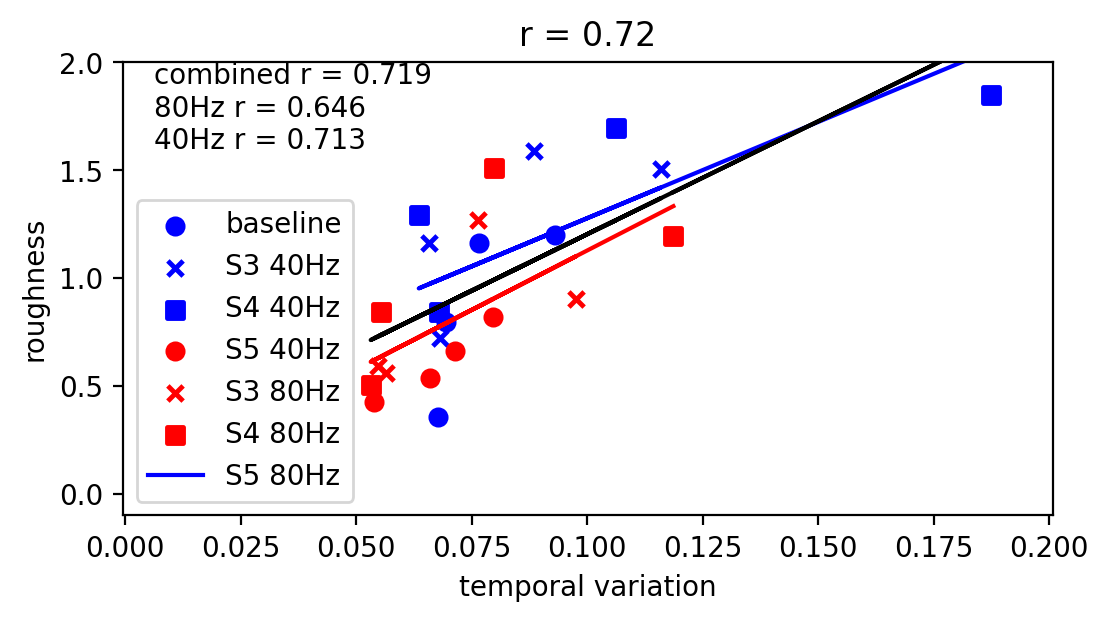 r = 0.72
combined r = 0.719
80Hz r = 0.646
40Hz r = 0.713
2.0
1.5
1.0
0.5
0.0
roughness
baseline
S3 40Hz
S4 40Hz
S5 40Hz
S3 80Hz
S4 80Hz
S5 80Hz
0.000 0.025 0.050 0.075 0.100 0.125 0.150 0.175 0.200
temporal variation